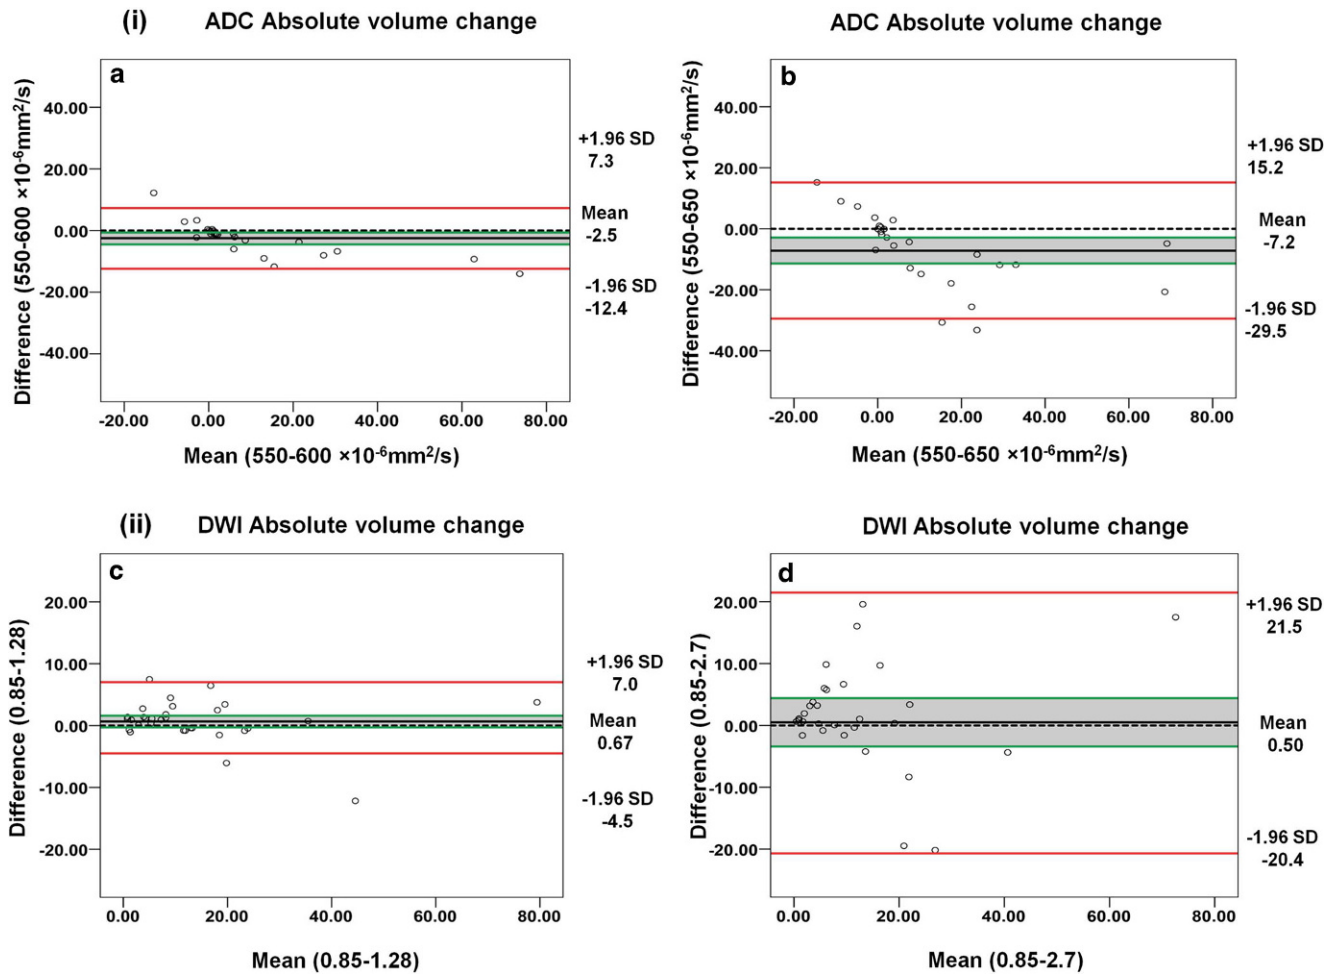 (i) ADC Absolute volume change
a
Difference (550-600 ×10-6mm2/s)
40.00
20.00
0.00
-20.00
-40.00
-20.00 0.00 20.00 40.00 60.00 80.00
Mean (550-600 ×10-6mm2/s)
+1.96 SD
7.3
Mean
-2.5
-1.96 SD
-12.4
ADC Absolute volume change
b
Difference (550-650 ×10-6mm2/s)
40.00
20.00
0.00
-20.00
-40.00
-20.00 0.00 20.00 40.00 60.00 80.00
Mean (550-650 ×10-6mm2/s)
+1.96 SD
15.2
Mean
-7.2
-1.96 SD
-29.5
(ii) DWI Absolute volume change
c
Difference (0.85-1.28)
20.00
10.00
0.00
-10.00
-20.00
0.00 20.00 40.00 60.00 80.00
Mean (0.85-1.28)
+1.96 SD
7.0
Mean
0.67
-1.96 SD
-4.5
DWI Absolute volume change
d
Difference (0.85-2.7)
20.00
10.00
0.00
-10.00
-20.00
0.00 20.00 40.00 60.00 80.00
Mean (0.85-2.7)
+1.96 SD
21.5
Mean
0.50
-1.96 SD
-20.4